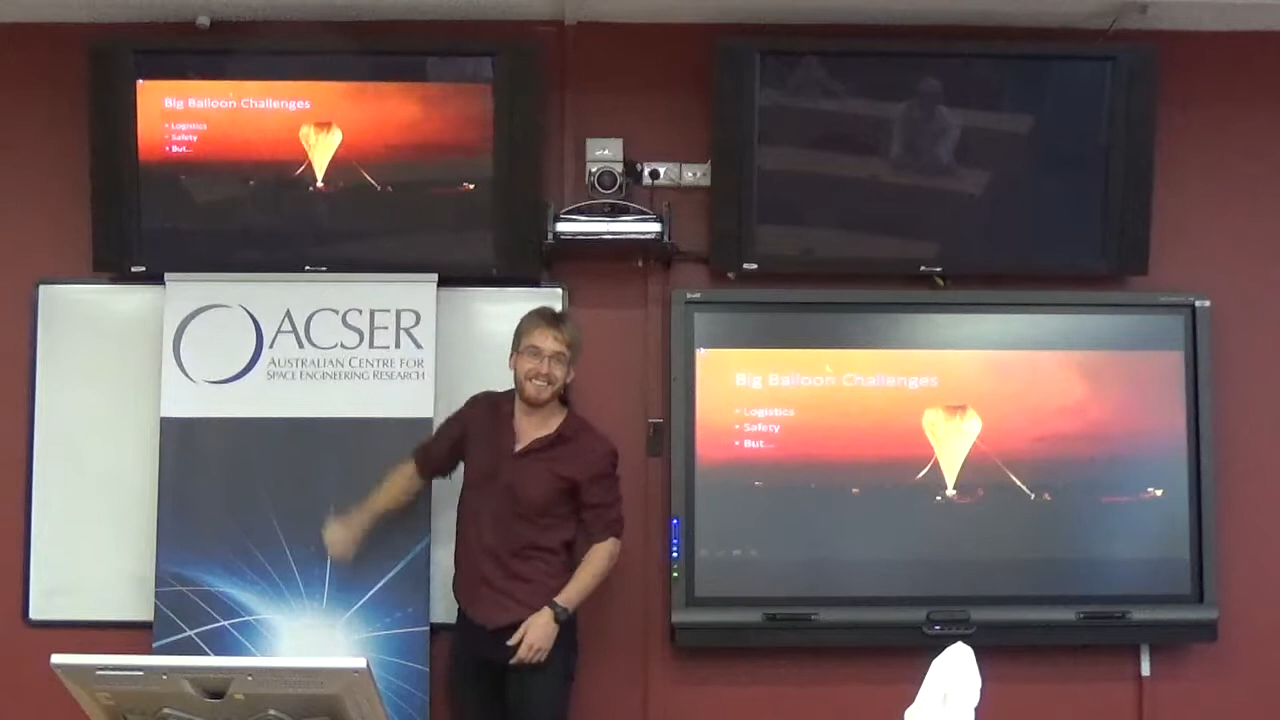 Big Balloon Challenges
• Logistics
• Safety
• But...
ACSER
AUSTRALIAN CENTRE FOR
SPACE ENGINEERING RESEARCH
Big Balloon Challenges
• Logistics
• Safety
• But...